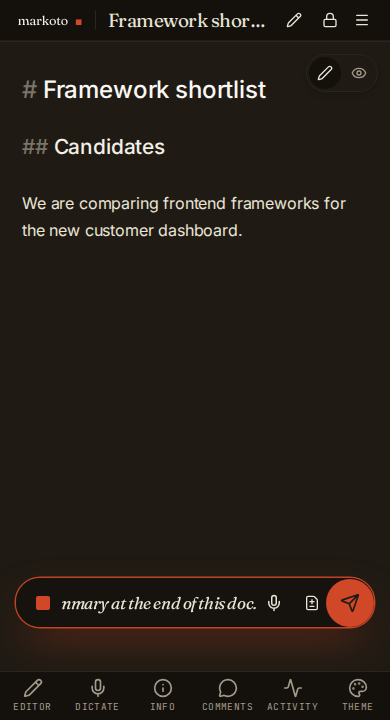 markoto
Framework shor...
# Framework shortlist
## Candidates
We are comparing frontend frameworks for
the new customer dashboard.
nmary at the end of this doc.
EDITOR DICTATE INFO COMMENTS ACTIVITY THEME